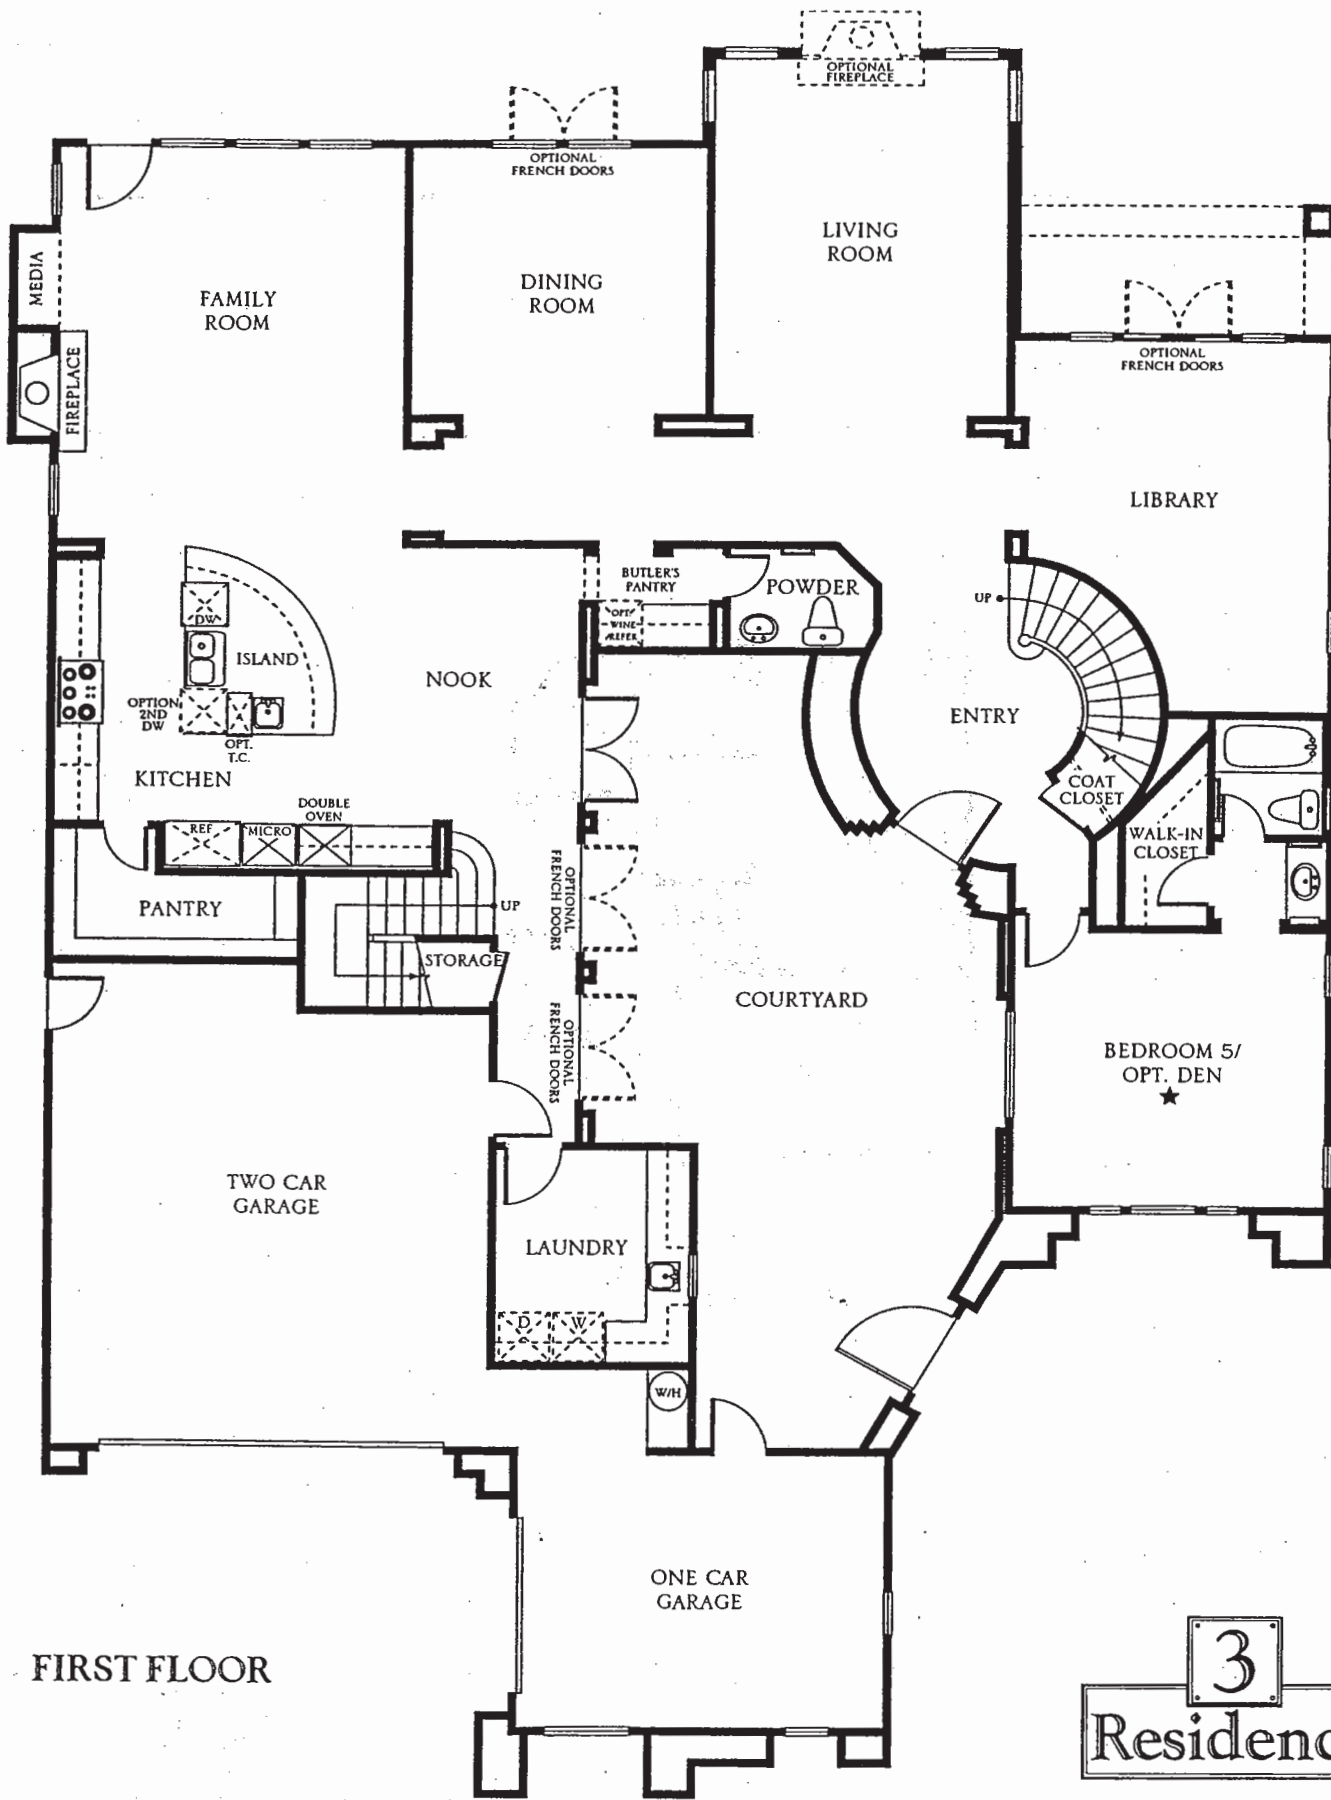 OPTIONAL
FIREPLACE
OPTIONAL
FRENCH DOORS
LIVING
ROOM
MEDIA
FAMILY
ROOM
DINING
ROOM
FIREPLACE
OPTIONAL
FRENCH DOORS
LIBRARY
BUTLER'S
PANTRY
POWDER
UP
OPT.
WINE
REFER
DW
ISLAND
NOOK
OPTION
2ND
DW
OPT.
T.C.
ENTRY
KITCHEN
COAT
CLOSET
DOUBLE
OVEN
REF
MICRO
WALK-IN
CLOSET
PANTRY
UP
OPTIONAL
FRENCH DOORS
STORAGE
COURTYARD
OPTIONAL
FRENCH DOORS
BEDROOM 5/
OPT. DEN
★
TWO CAR
GARAGE
LAUNDRY
D
W
W/H
ONE CAR
GARAGE
FIRST FLOOR
3
Residenc